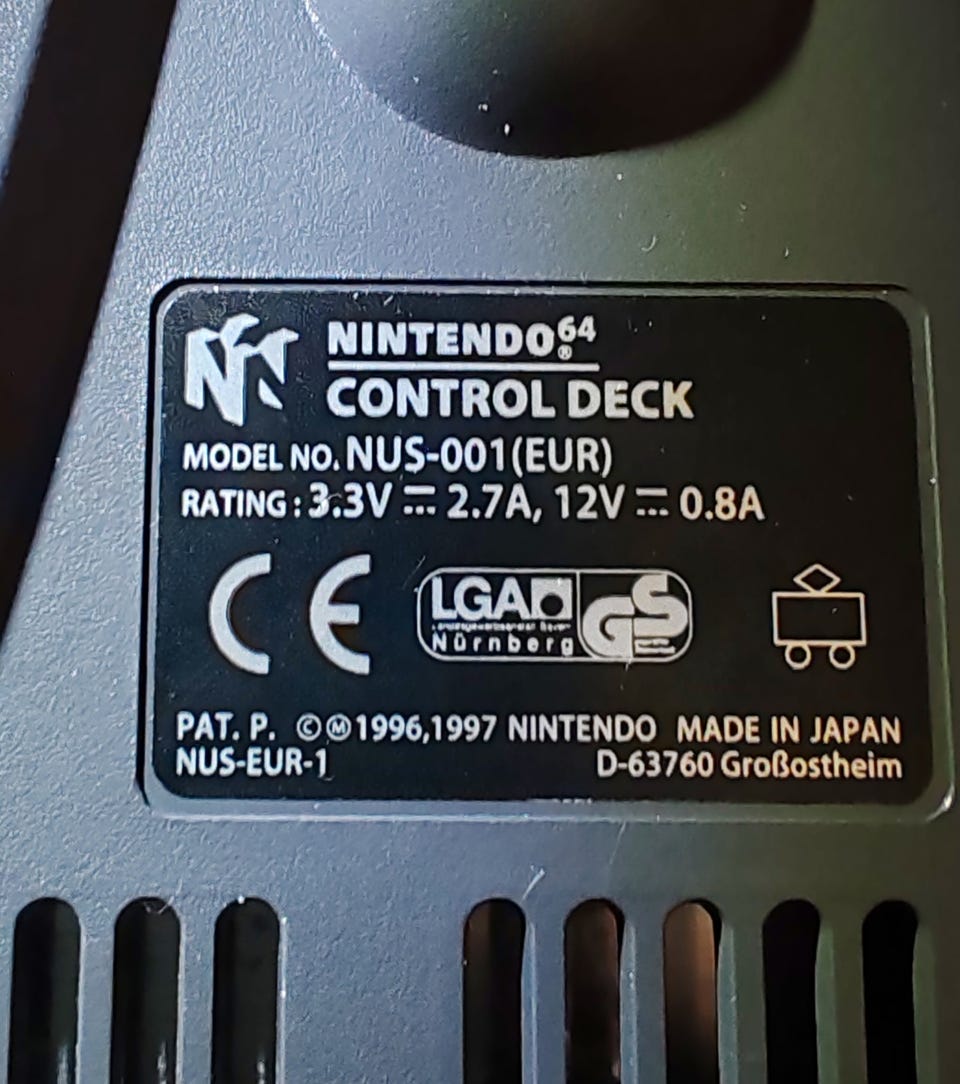 NINTENDO64®
CONTROL DECK
MODEL NO. NUS-001(EUR)
RATING : 3.3V ⎓ 2.7A, 12V ⎓ 0.8A
CE
LGA
Nürnberg
GS
PAT. P. ©Ⓜ1996,1997 NINTENDO MADE IN JAPAN
NUS-EUR-1 D-63760 Großostheim